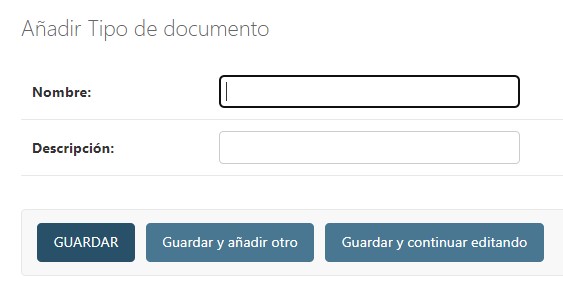 Añadir Tipo de documento
Nombre:
Descripción:
GUARDAR Guardar y añadir otro Guardar y continuar editando